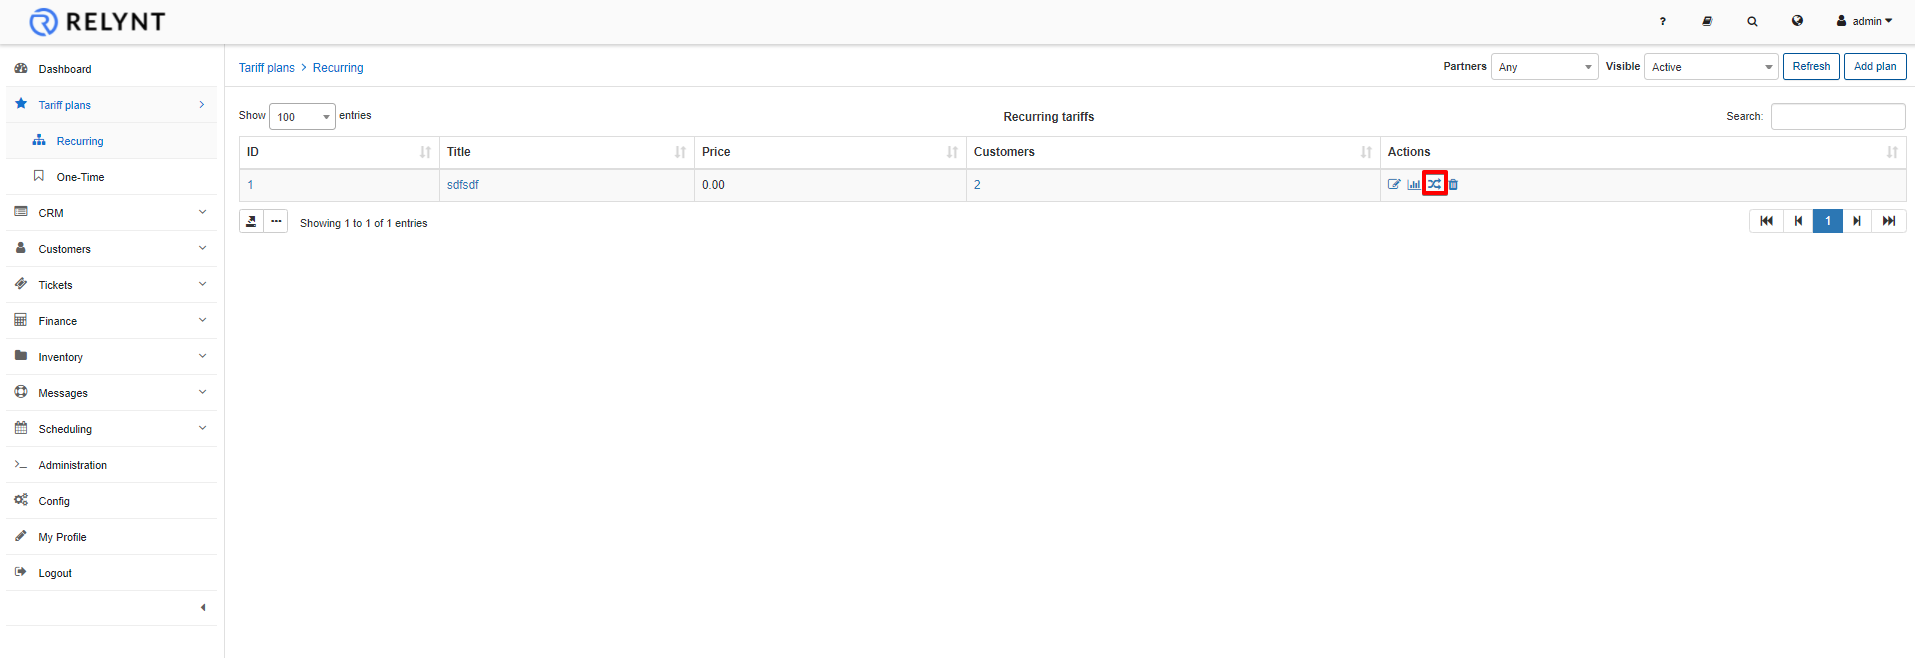 RELYNT
? admin
Dashboard
Tariff plans
Recurring
One-Time
CRM
Customers
Tickets
Finance
Inventory
Messages
Scheduling
Administration
Config
My Profile
Logout
Tariff plans > Recurring
Partners Any Visible Active Refresh Add plan
Show 100 entries Recurring tariffs Search:
ID Title Price Customers Actions
1 sdfsdf 0.00 2
Showing 1 to 1 of 1 entries 1